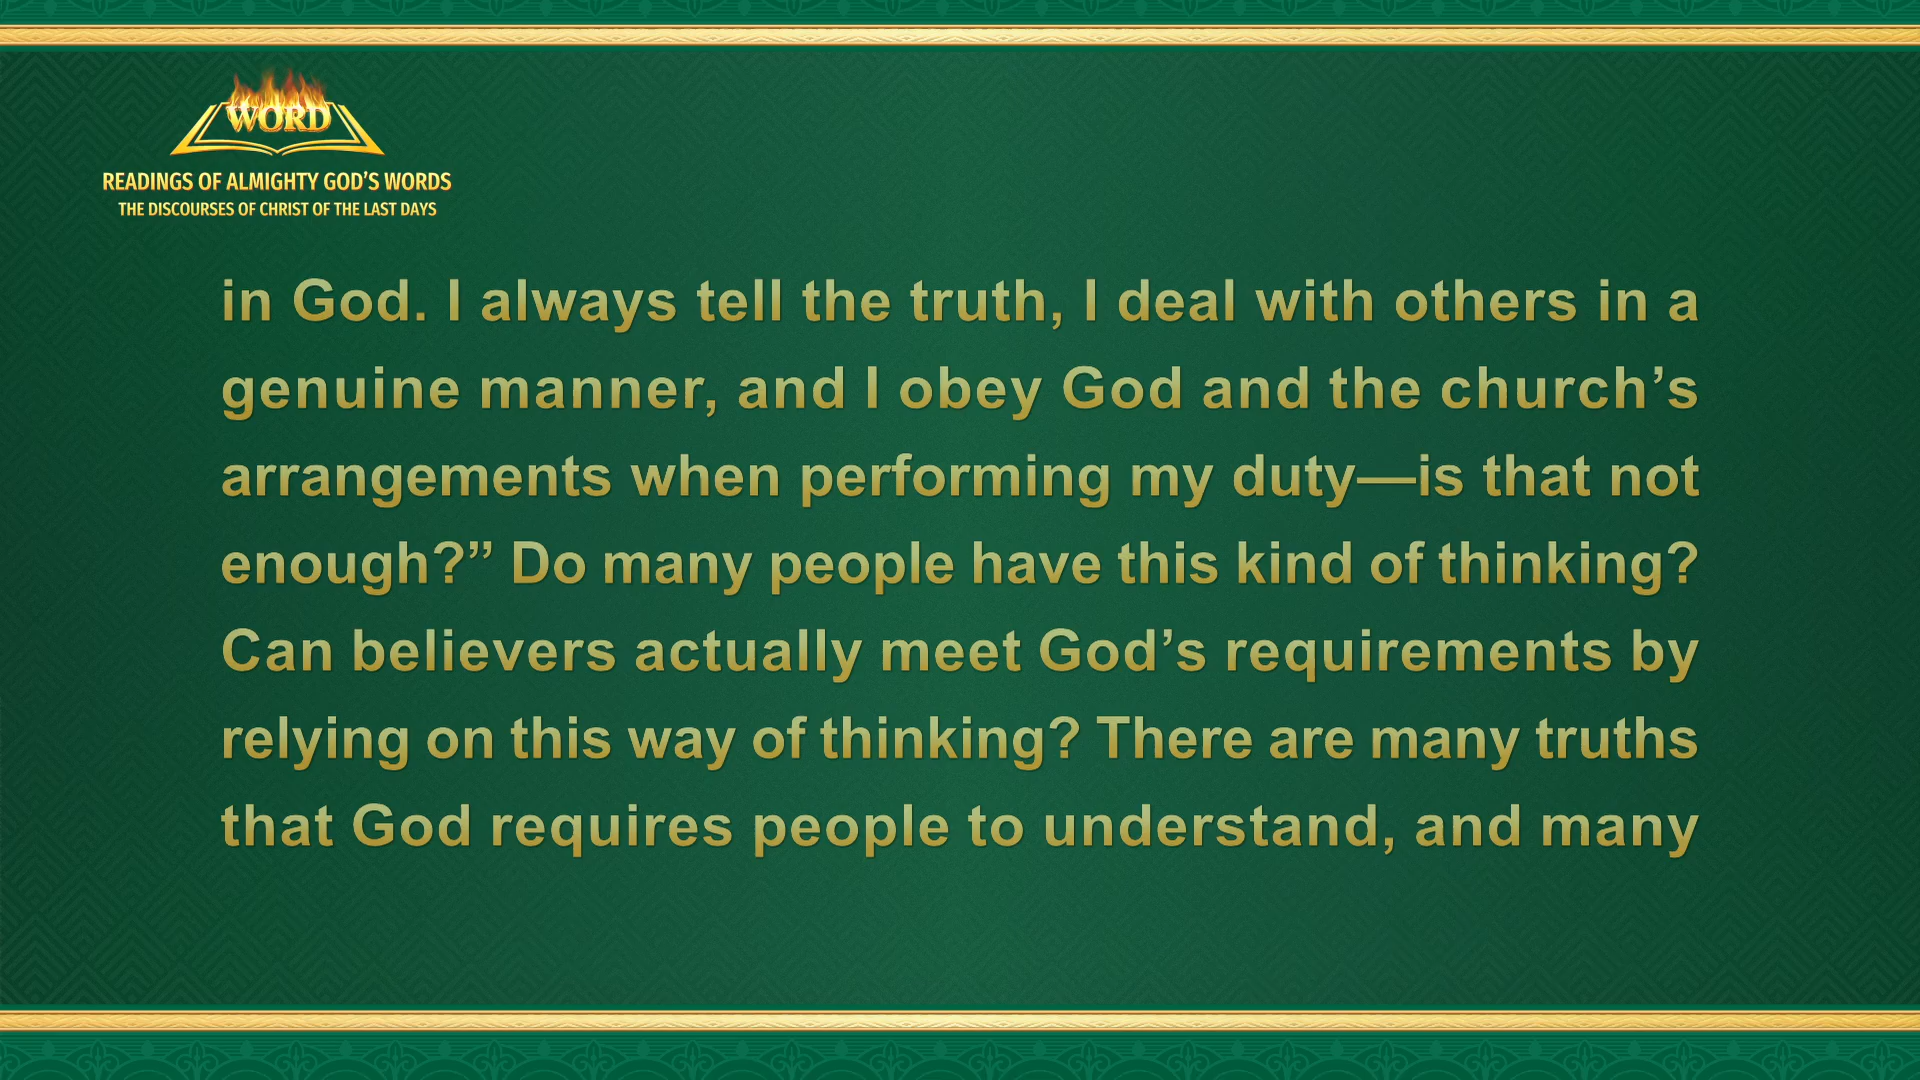 WORD
READINGS OF ALMIGHTY GOD’S WORDS
THE DISCOURSES OF CHRIST OF THE LAST DAYS
in God. I always tell the truth, I deal with others in a
genuine manner, and I obey God and the church’s
arrangements when performing my duty—is that not
enough?” Do many people have this kind of thinking?
Can believers actually meet God’s requirements by
relying on this way of thinking? There are many truths
that God requires people to understand, and many